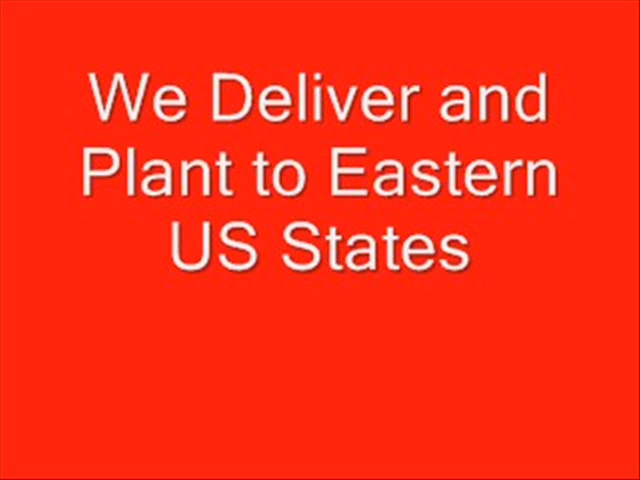 We Deliver and
Plant to Eastern
US States